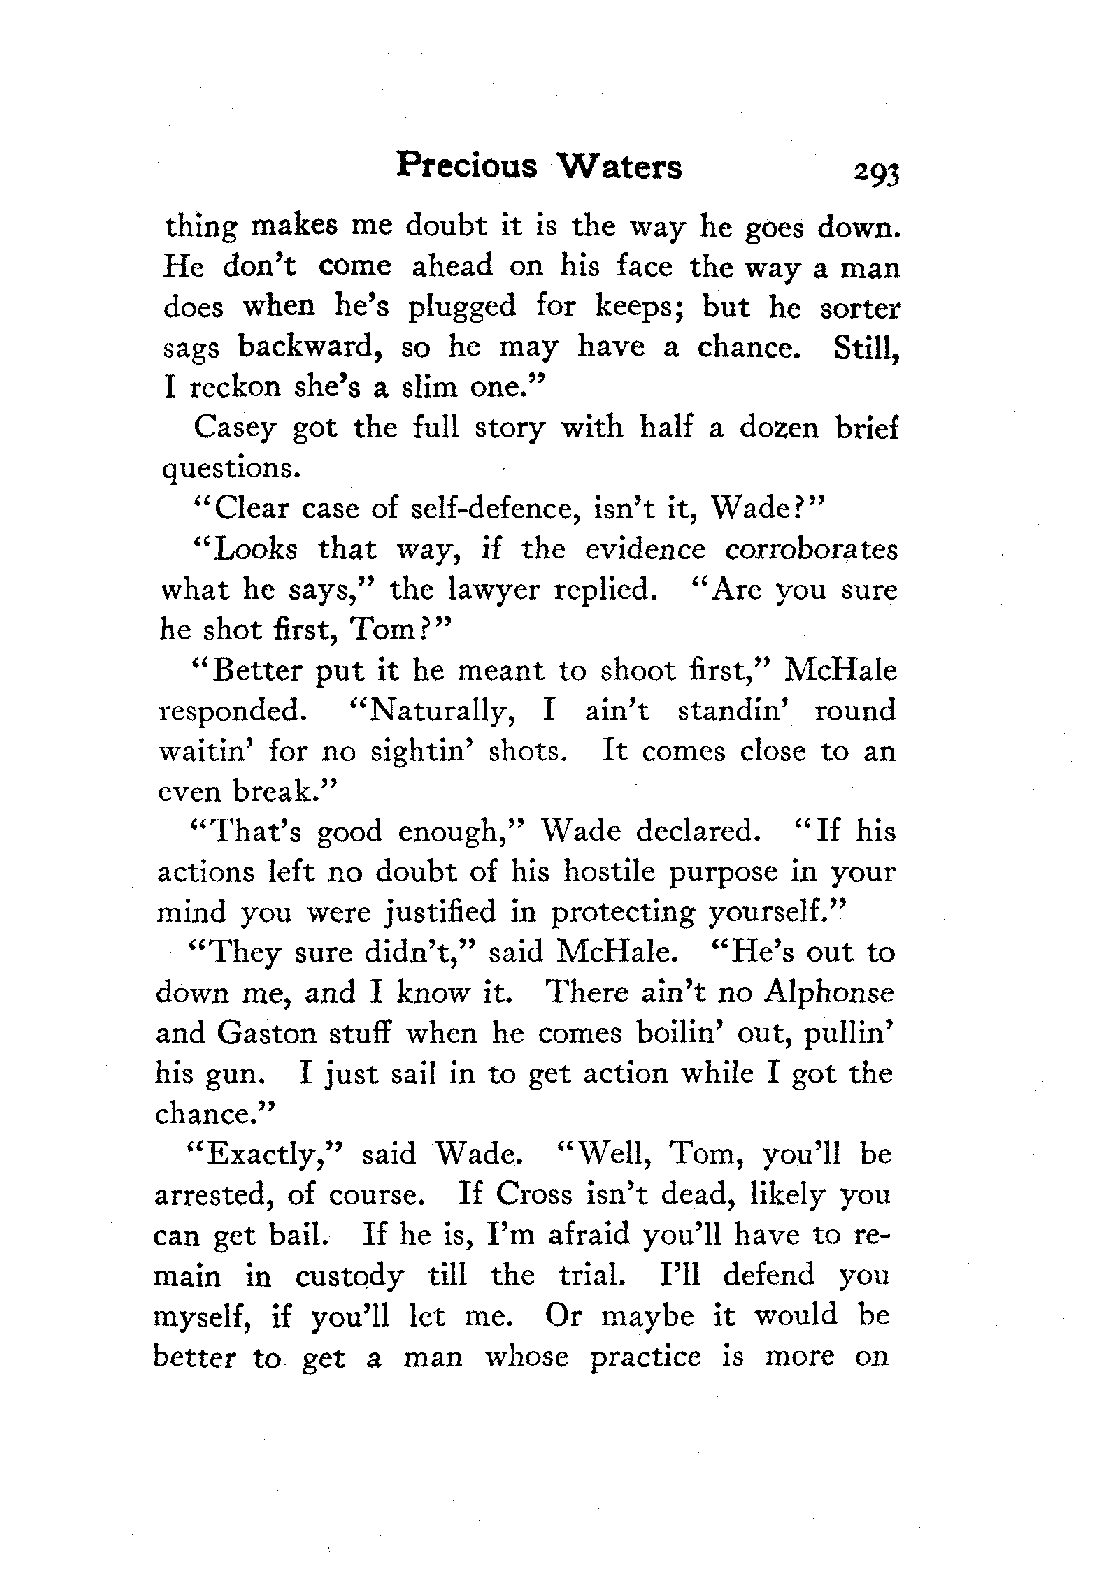 Precious Waters 293
thing makes me doubt it is the way he goes down.
He don't come ahead on his face the way a man
does when he's plugged for keeps; but he sorter
sags backward, so he may have a chance. Still,
I reckon she's a slim one."
Casey got the full story with half a dozen brief
questions.
"Clear case of self-defence, isn't it, Wade?"
"Looks that way, if the evidence corroborates
what he says," the lawyer replied. "Are you sure
he shot first, Tom?"
"Better put it he meant to shoot first," McHale
responded. "Naturally, I ain't standin' round
waitin' for no sightin' shots. It comes close to an
even break."
"That's good enough," Wade declared. "If his
actions left no doubt of his hostile purpose in your
mind you were justified in protecting yourself."
"They sure didn't," said McHale. "He's out to
down me, and I know it. There ain't no Alphonse
and Gaston stuff when he comes boilin' out, pullin'
his gun. I just sail in to get action while I got the
chance."
"Exactly," said Wade. "Well, Tom, you'll be
arrested, of course. If Cross isn't dead, likely you
can get bail. If he is, I'm afraid you'll have to re-
main in custody till the trial. I'll defend you
myself, if you'll let me. Or maybe it would be
better to get a man whose practice is more on